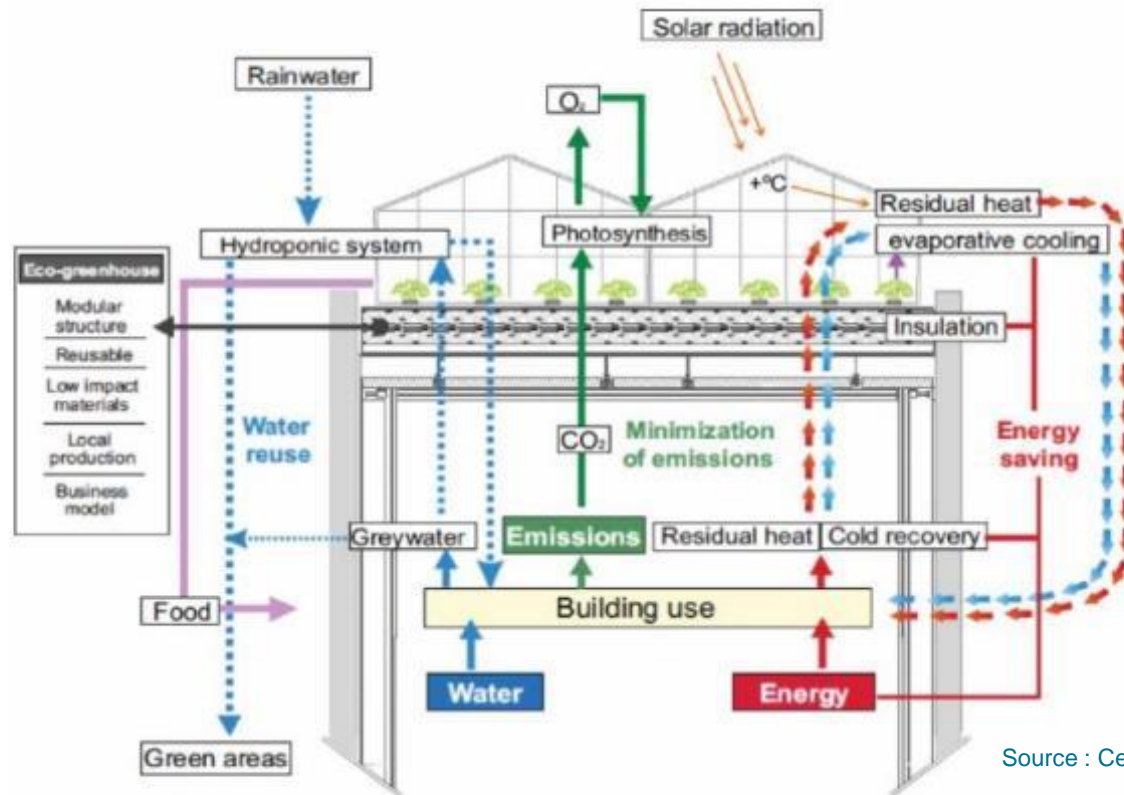 Solar radiation
Rainwater
O₂
+ºC
Residual heat
Hydroponic system
Photosynthesis
evaporative cooling
Eco-greenhouse
Modular
structure
Reusable
Low impact
materials
Local
production
Business
model
Insulation
Water
reuse
CO₂
Minimization
of emissions
Energy
saving
Greywater
Emissions
Residual heat
Cold recovery
Food
Building use
Water
Energy
Green areas
Source : Ce